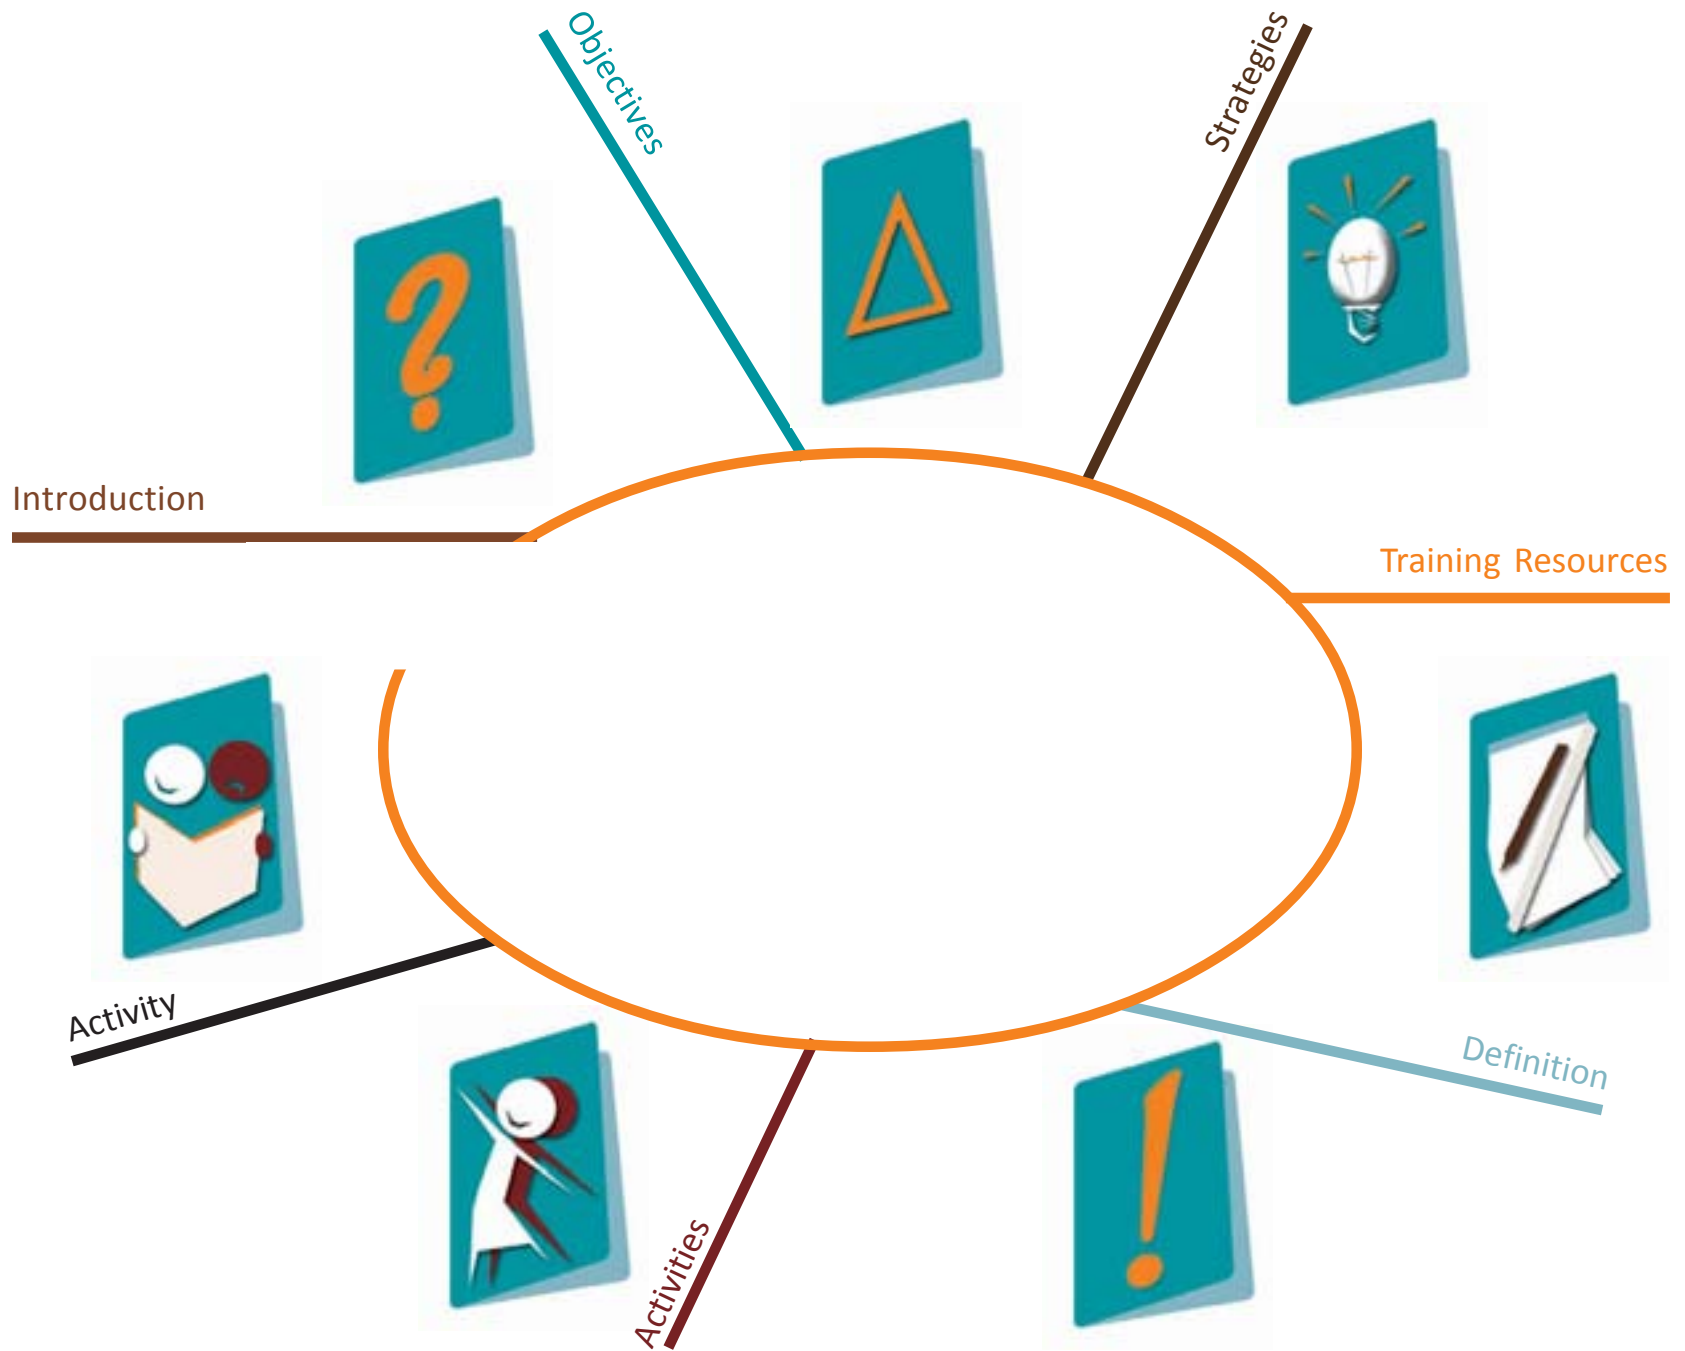 Objectives
Strategies
Introduction
Training Resources
Activity
Definition
Activities